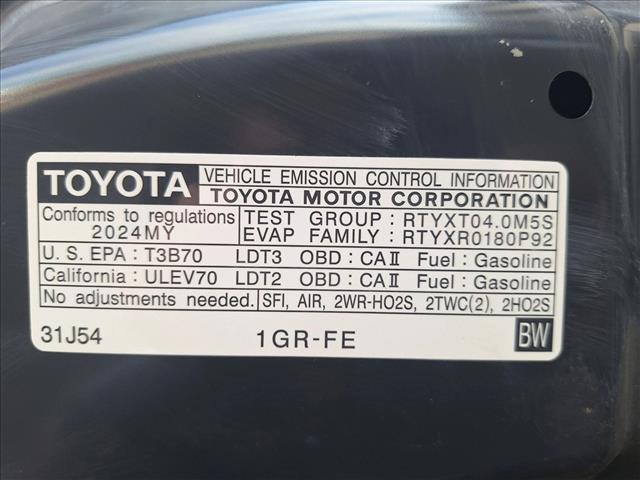 TOYOTA
VEHICLE EMISSION CONTROL INFORMATION
TOYOTA MOTOR CORPORATION
Conforms to regulations
2024MY
TEST GROUP : RTYXT04.0M5S
EVAP FAMILY : RTYXR0180P92
U. S. EPA : T3B70 LDT3 OBD : CAⅡ Fuel : Gasoline
California : ULEV70 LDT2 OBD : CAⅡ Fuel : Gasoline
No adjustments needed. SFI, AIR, 2WR-HO2S, 2TWC(2), 2HO2S
31J54 1GR-FE BW